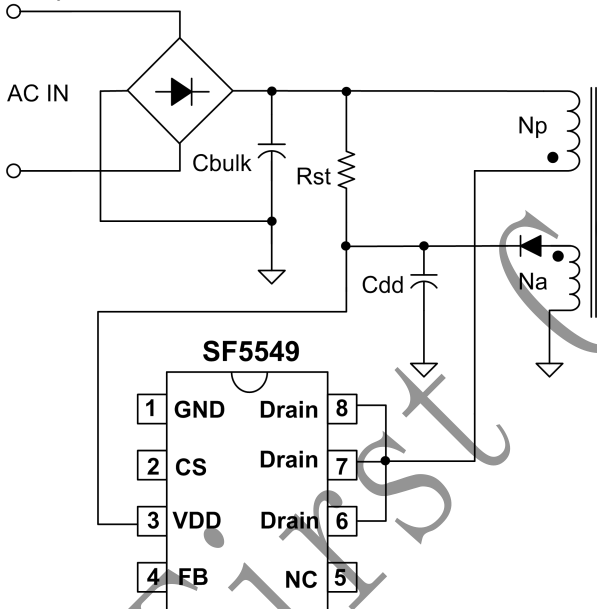 AC IN
Np
Cbulk
Rst
Cdd
Na
SF5549
1 GND Drain 8
2 CS Drain 7
3 VDD Drain 6
4 FB NC 5
First